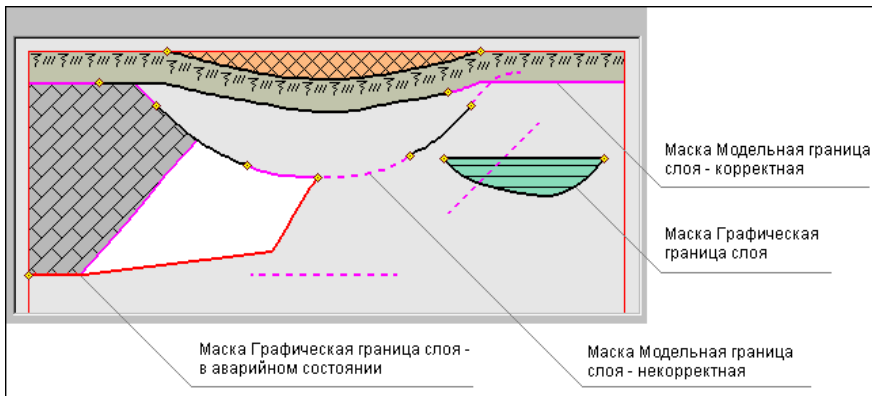 Маска Модельная граница
слоя - корректная
Маска Графическая
граница слоя
Маска Графическая граница слоя -
в аварийном состоянии
Маска Модельная граница
слоя - некорректная